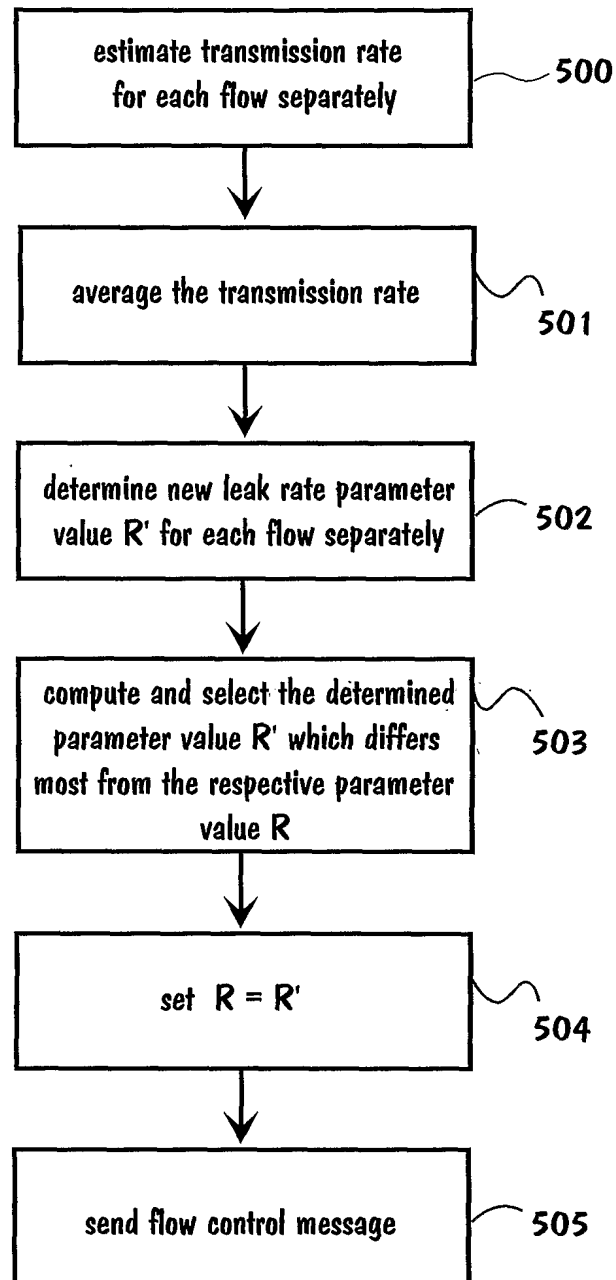 estimate transmission rate
for each flow separately
500
average the transmission rate
501
determine new leak rate parameter
value R' for each flow separately
502
compute and select the determined
parameter value R' which differs
most from the respective parameter
value R
503
set R = R'
504
send flow control message
505